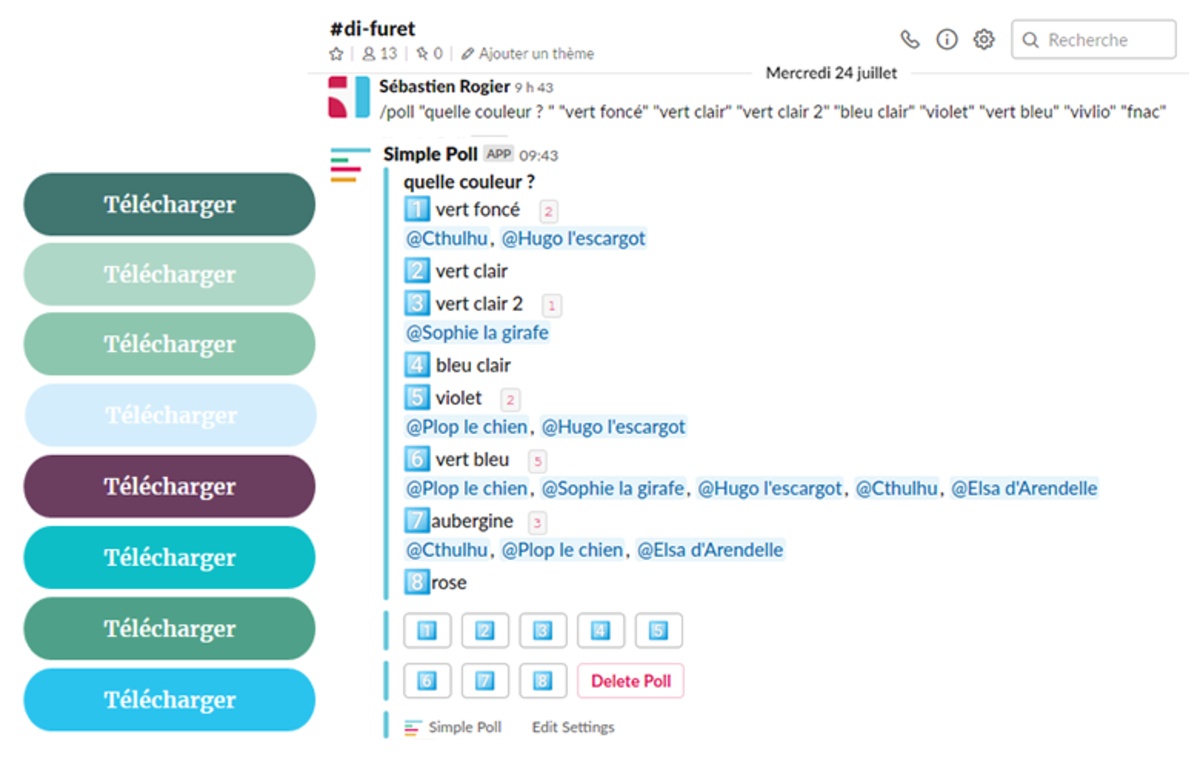 #di-furet
13
0
Ajouter un thème
Recherche
Mercredi 24 juillet
Sébastien Rogier 9 h 43
/poll "quelle couleur ? " "vert foncé" "vert clair" "vert clair 2" "bleu clair" "violet" "vert bleu" "vivlio" "fnac"
Simple Poll APP 09:43
quelle couleur ?
1 vert foncé 2
@Cthulhu, @Hugo l'escargot
2 vert clair
3 vert clair 2 1
@Sophie la girafe
4 bleu clair
5 violet 2
@Plop le chien, @Hugo l'escargot
6 vert bleu 5
@Plop le chien, @Sophie la girafe, @Hugo l'escargot, @Cthulhu, @Elsa d'Arendelle
7 aubergine 3
@Cthulhu, @Plop le chien, @Elsa d'Arendelle
8 rose
1 2 3 4 5
6 7 8 Delete Poll
Simple Poll Edit Settings
Télécharger
Télécharger
Télécharger
Télécharger
Télécharger
Télécharger
Télécharger
Télécharger